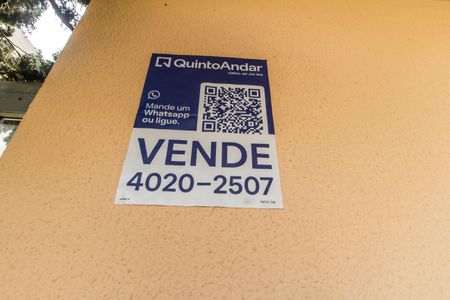 QuintoAndar
Mande um
Whatsapp
ou ligue.
VENDE
4020-2507